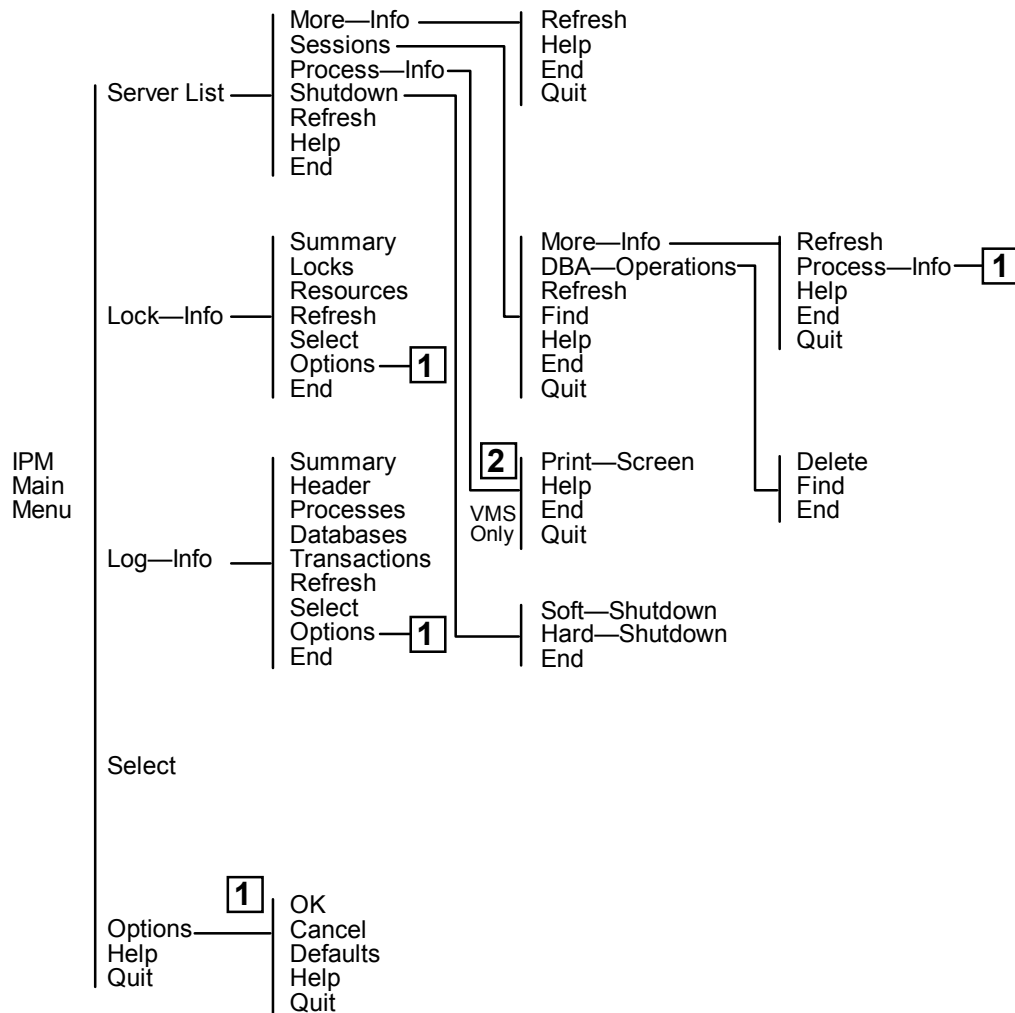 IPM
Main
Menu
Server List
More—Info
Sessions
Process—Info
Shutdown
Refresh
Help
End
Refresh
Help
End
Quit
More—Info
DBA—Operations
Refresh
Find
Help
End
Quit
Refresh
Process—Info
1
Help
End
Quit
Delete
Find
End
2
VMS
Only
Print—Screen
Help
End
Quit
Soft—Shutdown
Hard—Shutdown
End
Lock—Info
Summary
Locks
Resources
Refresh
Select
Options
1
End
Log—Info
Summary
Header
Processes
Databases
Transactions
Refresh
Select
Options
1
End
Select
Options
Help
Quit
1
OK
Cancel
Defaults
Help
Quit